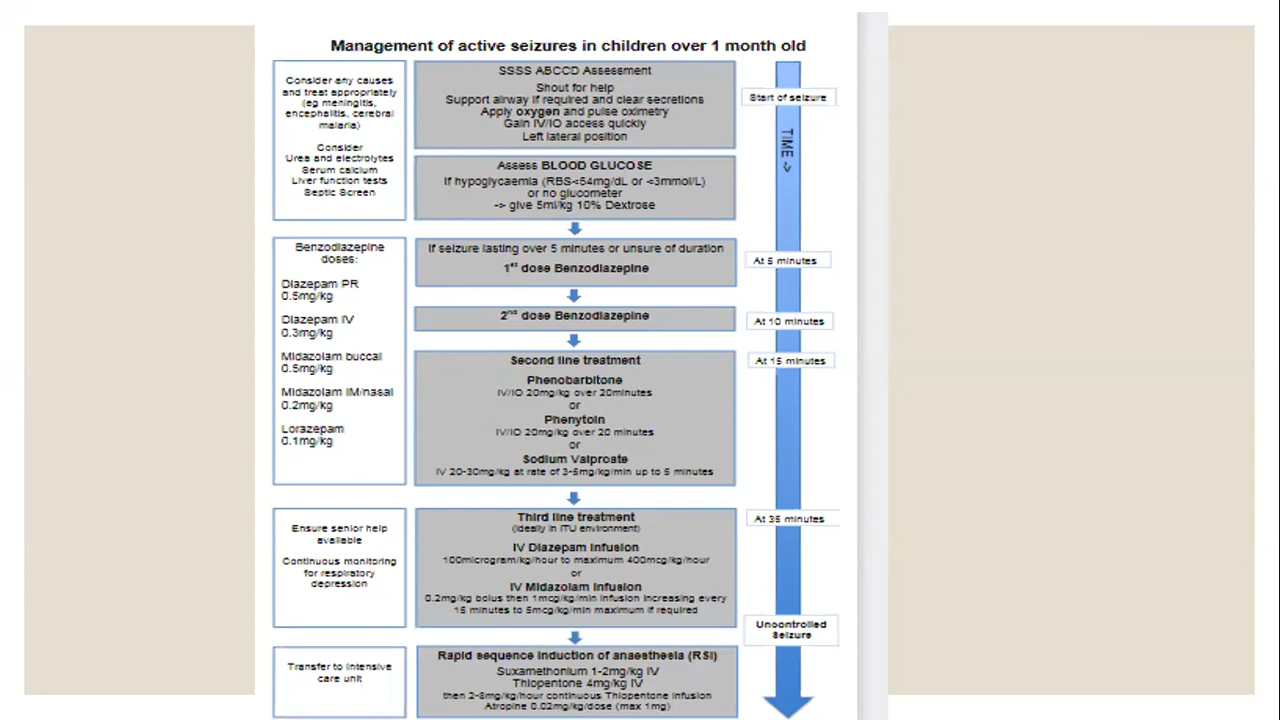 Management of active seizures in children over 1 month old
Consider any causes
and treat appropriately
(eg meningitis,
encephalitis, cerebral
malaria)
Consider
Urea and electrolytes
Serum calcium
Liver function tests
Septic Screen
SSSS ABCCD Assessment
Shout for help
Support airway if required and clear secretions
Apply oxygen and pulse oximetry
Gain IV/IO access quickly
Left lateral position
Start of seizure
TIME ->
Assess BLOOD GLUCOSE
If hypoglycaemia (RBS<54mg/dL or <3mmol/L)
or no glucometer
-> give 5ml/kg 10% Dextrose
Benzodiazepine
doses:
Diazepam PR
0.5mg/kg
Diazepam IV
0.3mg/kg
Midazolam buccal
0.5mg/kg
Midazolam IM/nasal
0.2mg/kg
Lorazepam
0.1mg/kg
If seizure lasting over 5 minutes or unsure of duration
1st dose Benzodiazepine
At 5 minutes
2nd dose Benzodiazepine
At 10 minutes
Second line treatment
At 15 minutes
Phenobarbitone
IV/IO 20mg/kg over 20minutes
or
Phenytoin
IV/IO 20mg/kg over 20 minutes
or
Sodium Valproate
IV 20-30mg/kg at rate of 3-5mg/kg/min up to 5 minutes
Ensure senior help
available
Continuous monitoring
for respiratory
depression
Third line treatment
(ideally in ITU environment)
At 35 minutes
IV Diazepam Infusion
100microgram/kg/hour to maximum 400mcg/kg/hour
or
IV Midazolam Infusion
0.2mg/kg bolus then 1mcg/kg/min infusion increasing every
15 minutes to 5mcg/kg/min maximum if required
Uncontrolled
Seizure
Transfer to intensive
care unit
Rapid sequence induction of anaesthesia (RSI)
Suxamethonium 1-2mg/kg IV
Thiopentone 4mg/kg IV
then 2-8mg/kg/hour continuous Thiopentone infusion
Atropine 0.02mg/kg/dose (max 1mg)